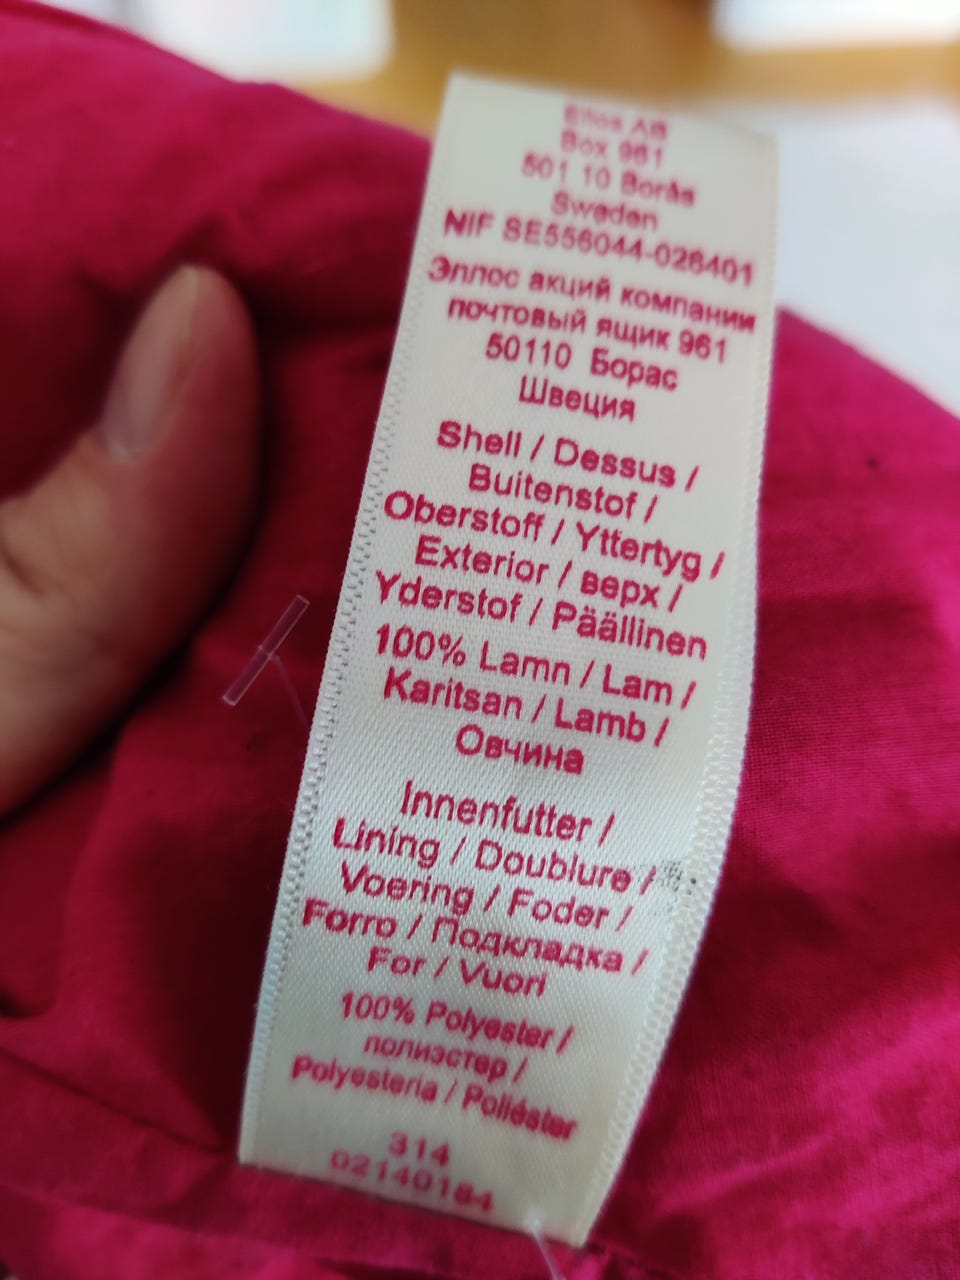 Ellos AB
Box 961
501 10 Borås
Sweden
NIF SE556044-026401
Эллос акций компании
почтовый ящик 961
50110 Борас
Швеция
Shell / Dessus /
Buitenstof /
Oberstoff / Yttertyg /
Exterior / верх /
Yderstof / Päällinen
100% Lamn / Lam /
Karitsan / Lamb /
Овчина
Innenfutter /
Lining / Doublure /
Voering / Foder /
Forro / Подкладка /
For / Vuori
100% Polyester /
полиэстер /
Polyesteria / Poliéster
314
02140184